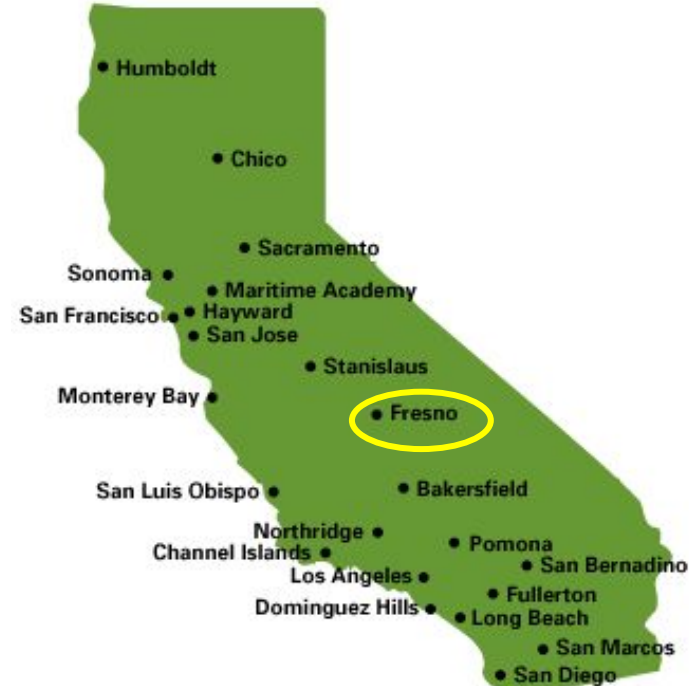 Humboldt
Chico
Sacramento
Sonoma
Maritime Academy
Hayward
San Francisco
San Jose
Stanislaus
Monterey Bay
Fresno
Bakersfield
San Luis Obispo
Northridge
Pomona
Channel Islands
San Bernadino
Los Angeles
Fullerton
Dominguez Hills
Long Beach
San Marcos
San Diego